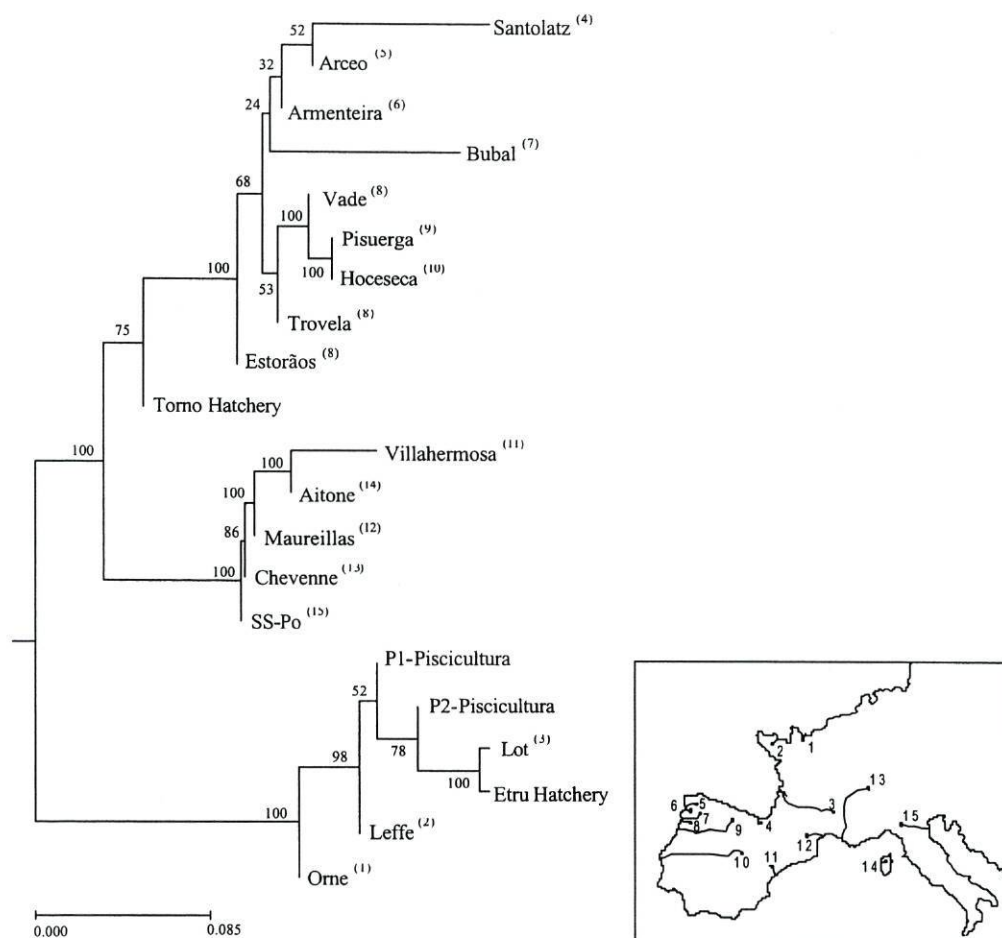 52
Santolatz (4)
32
Arceo (5)
24
Armenteira (6)
Bubal (7)
68
Vade (8)
100
Pisuerga (9)
100
100
Hoceseca (10)
53
Trovela (8)
75
Estorãos (8)
Torno Hatchery
100
Villahermosa (11)
100
Aitone (14)
100
Maureillas (12)
86
Chevenne (13)
100
SS-Po (15)
P1-Piscicultura
52
P2-Piscicultura
98
78
Lot (3)
100
Etru Hatchery
100
Leffe (2)
Orne (1)
0.000
0.085
2
1
13
6
5
7
3
8
9
4
15
12
10
11
14